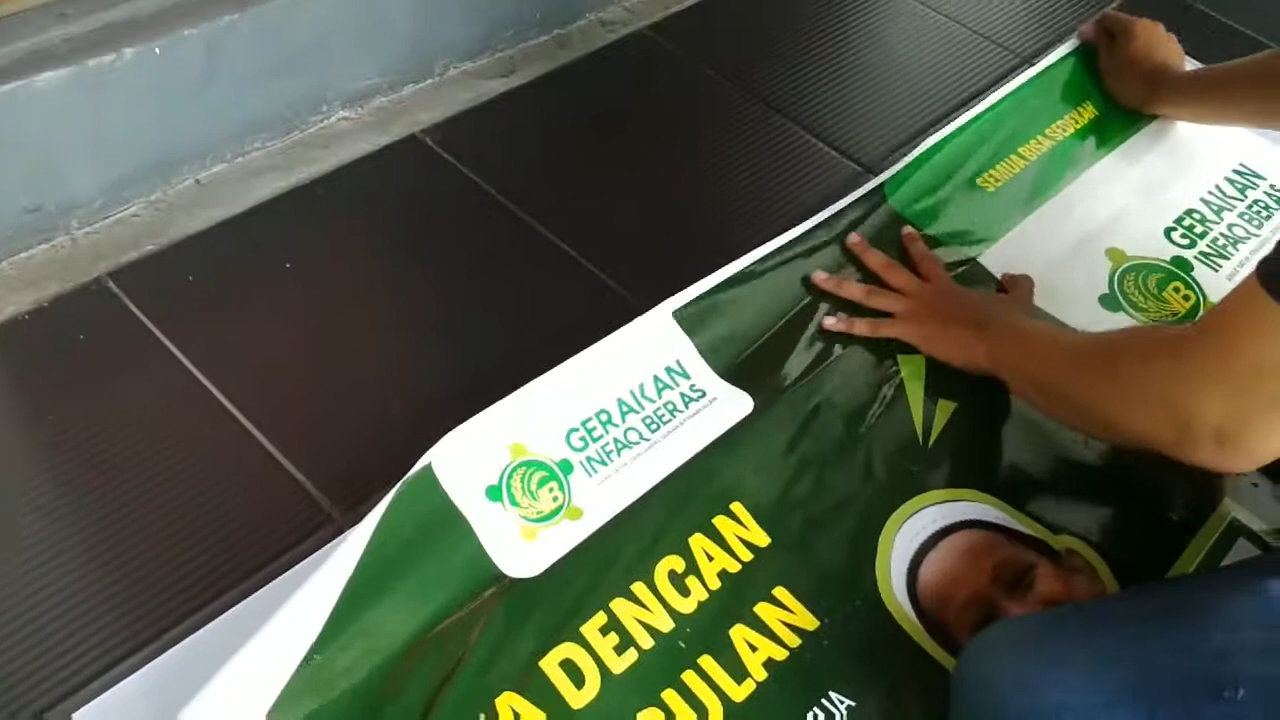 SEMUA BISA SEDEKAH
GERAKAN
INFAQ BERAS
GERAKAN
INFAQ BERAS
DENGAN
BULAN